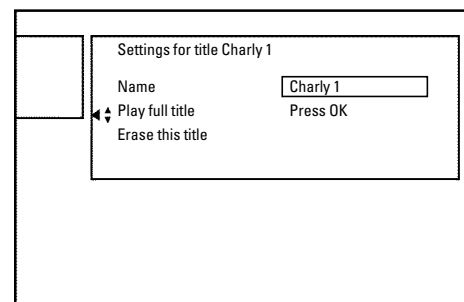 Settings for title Charly 1
Name Charly 1
Play full title Press OK
Erase this title